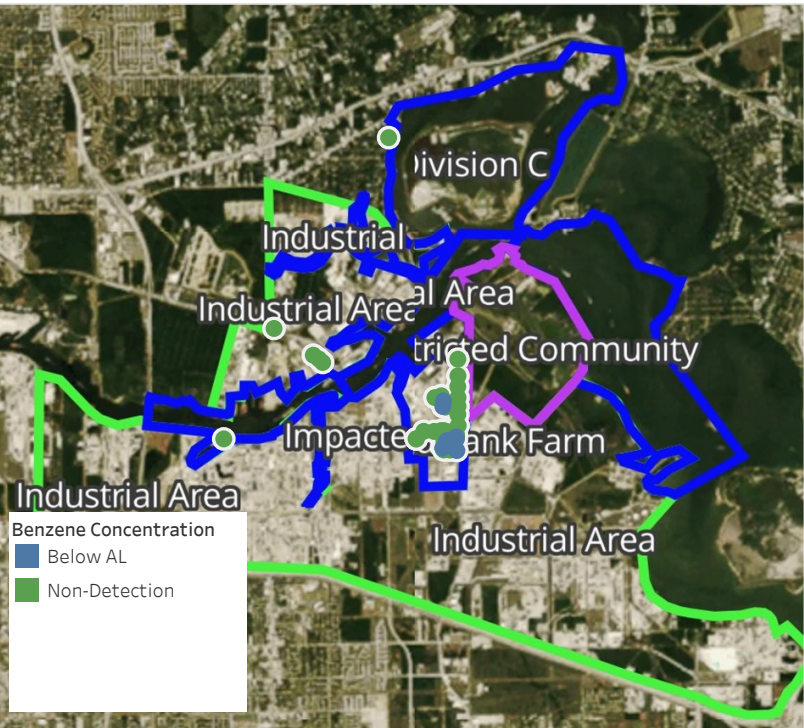 Division C
Industrial
al Area
Industrial Area
tricted Community
Impacte
ank Farm
Industrial Area
Industrial Area
Benzene Concentration
Below AL
Non-Detection